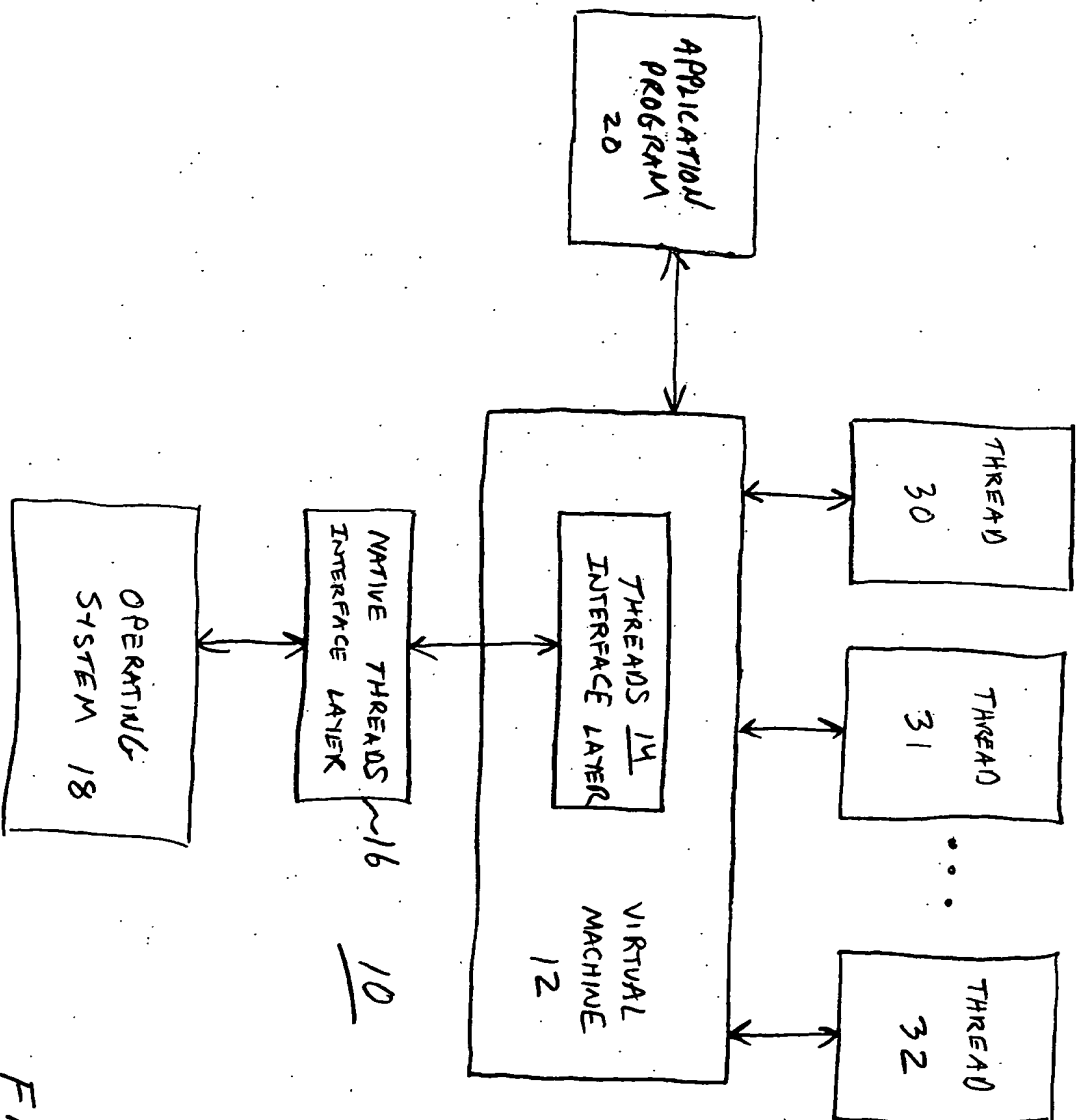 THREAD
30
THREAD
31
...
THREAD
32
APPLICATION
PROGRAM
20
THREADS 14
INTERFACE LAYER
VIRTUAL
MACHINE
12
NATIVE THREADS
INTERFACE LAYER
~16
10
OPERATING
SYSTEM 18